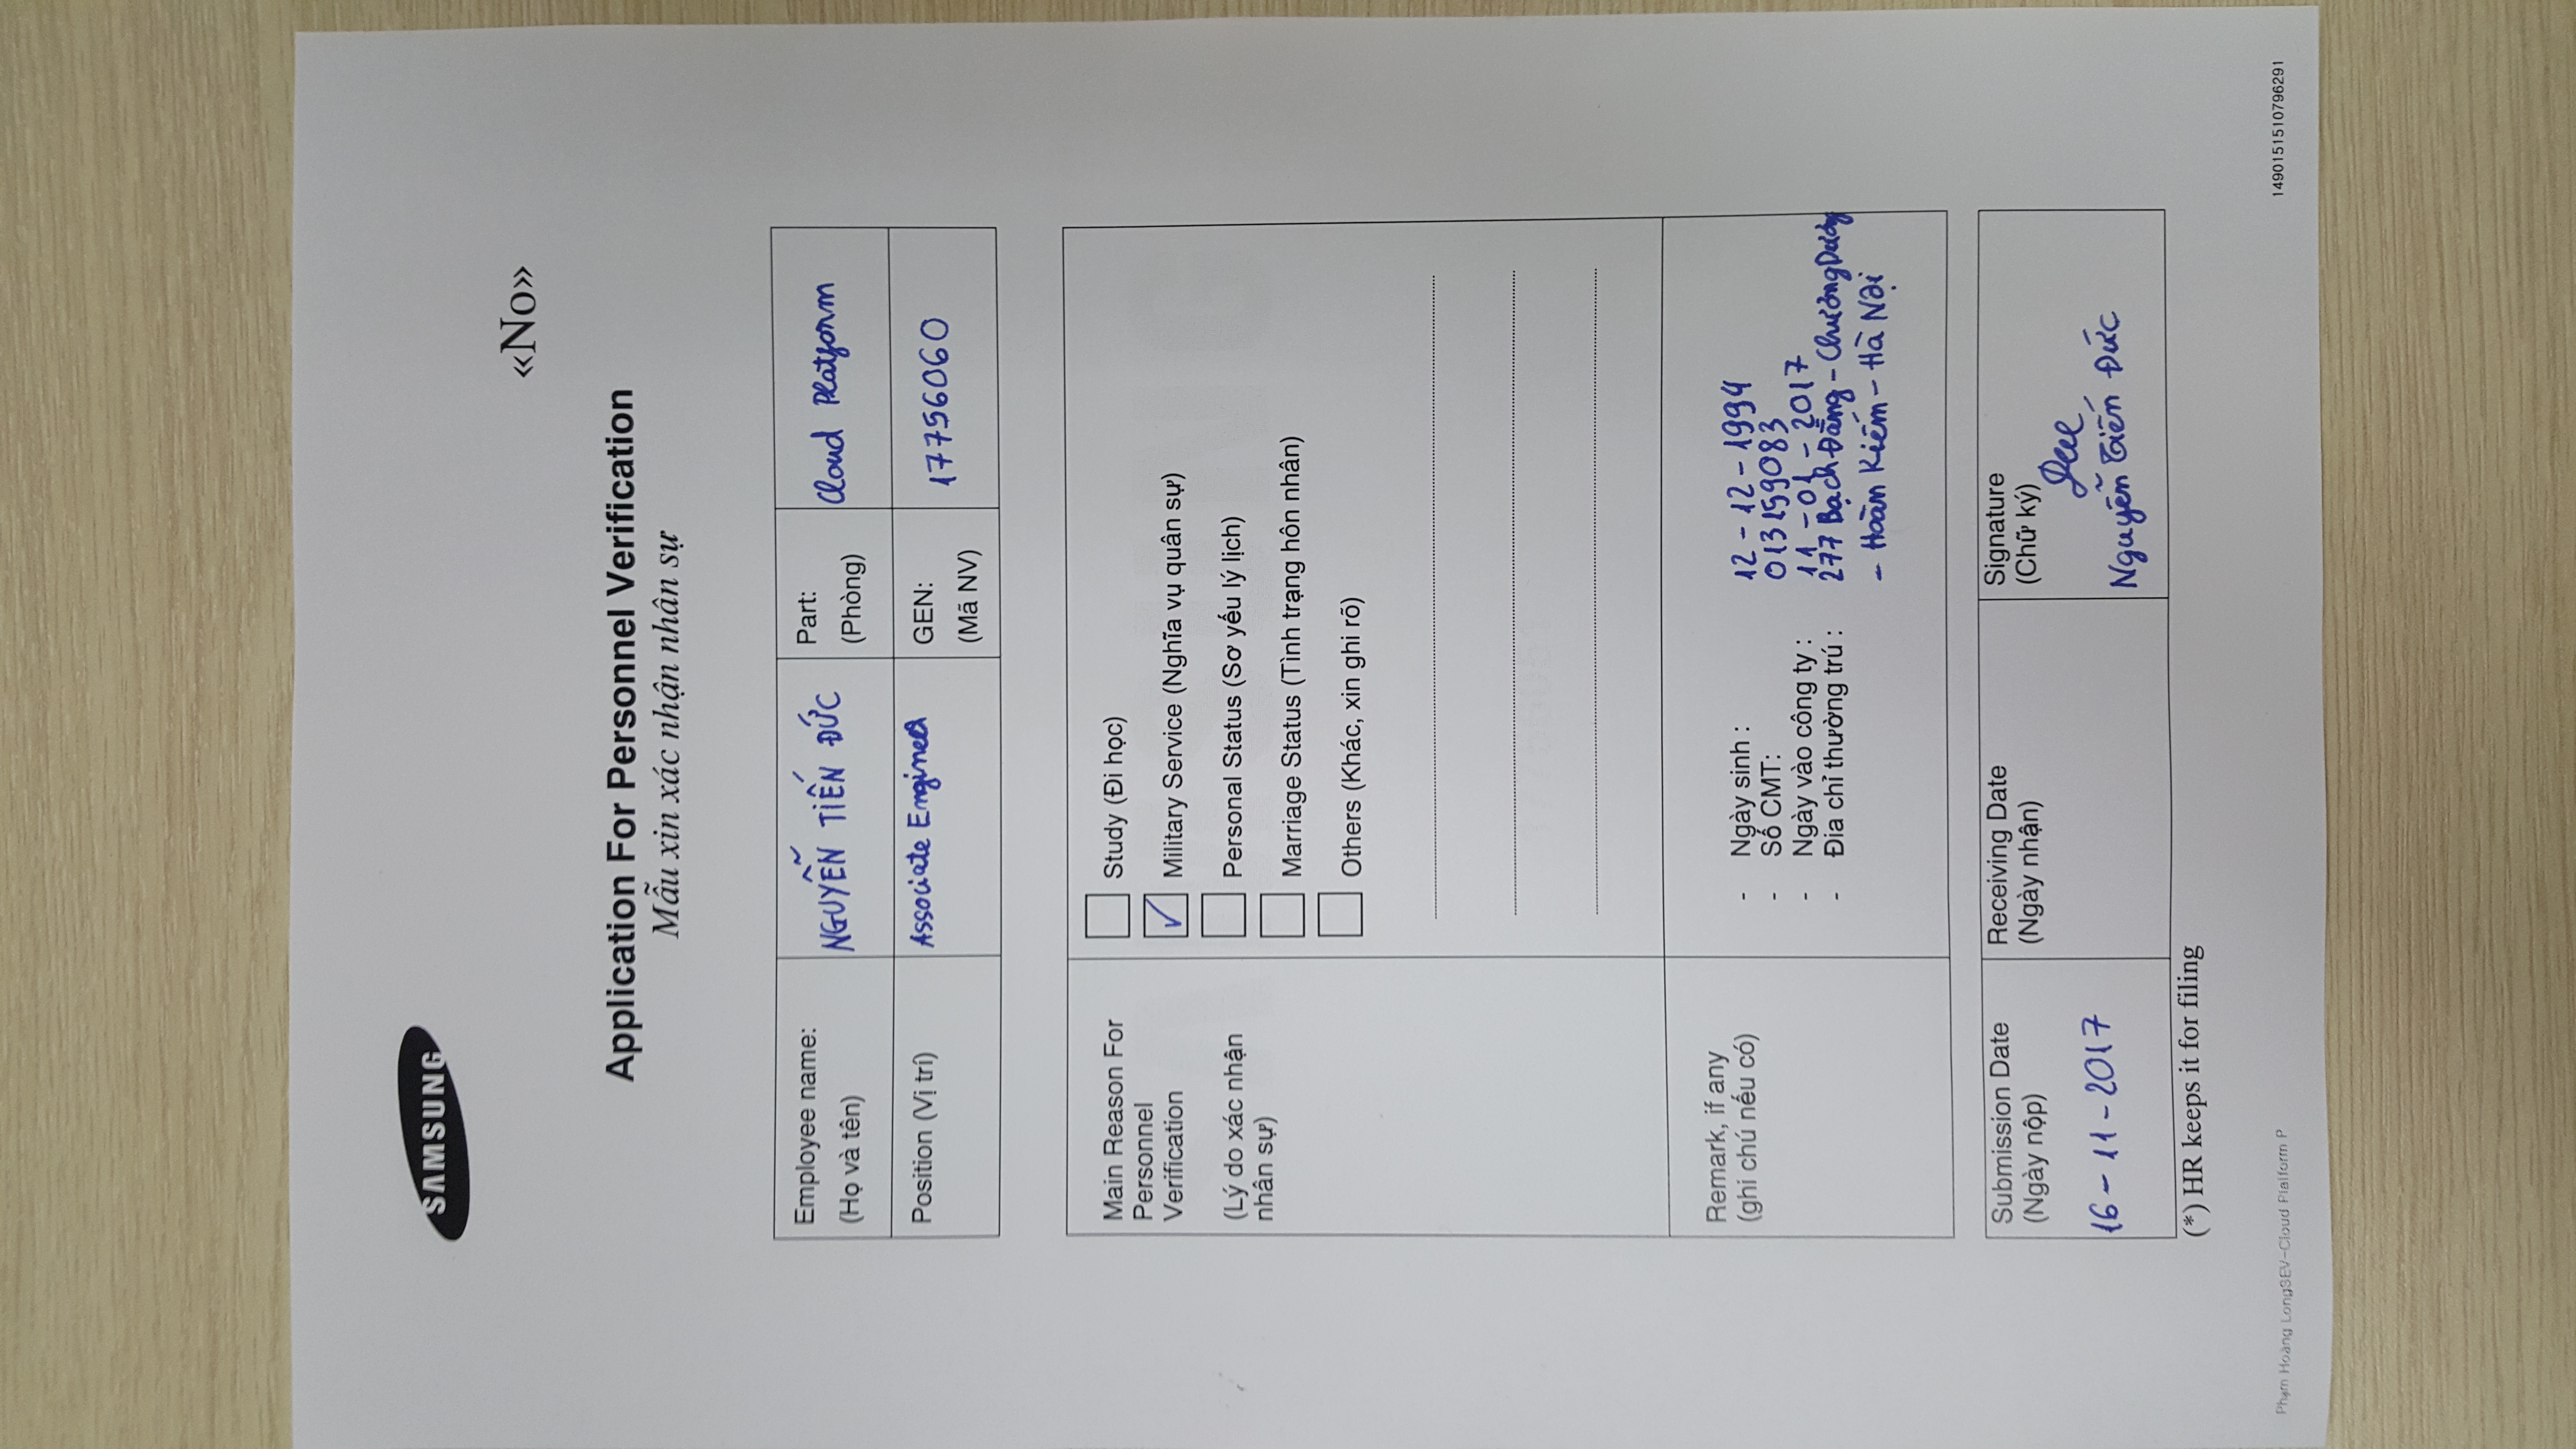 SAMSUNG
«No»
Application For Personnel Verification
Mẫu xin xác nhận nhân sự
Employee name:
(Họ và tên)
NGUYỄN TIẾN ĐỨC
Part:
(Phòng)
Cloud Platform
Position (Vị trí)
Associate Engineer
GEN:
(Mã NV)
17756060
Main Reason For
Personnel
Verification
(Lý do xác nhận
nhân sự)
Study (Đi học)
✓ Military Service (Nghĩa vụ quân sự)
Personal Status (Sơ yếu lý lịch)
Marriage Status (Tình trạng hôn nhân)
Others (Khác, xin ghi rõ)
Remark, if any
(ghi chú nếu có)
- Ngày sinh : 12-12-1994
- Số CMT: 013159083
- Ngày vào công ty : 11-01-2017
- Đia chỉ thường trú : 277 Bạch Đằng - Chương Dương
- Hoàn Kiếm - Hà Nội
Submission Date
(Ngày nộp)
16-11-2017
Receiving Date
(Ngày nhận)
Signature
(Chữ ký)
Nguyễn Tiến Đức
(*) HR keeps it for filing
Phạm Hoàng LongSEV-Cloud Platform P
1490151510796291